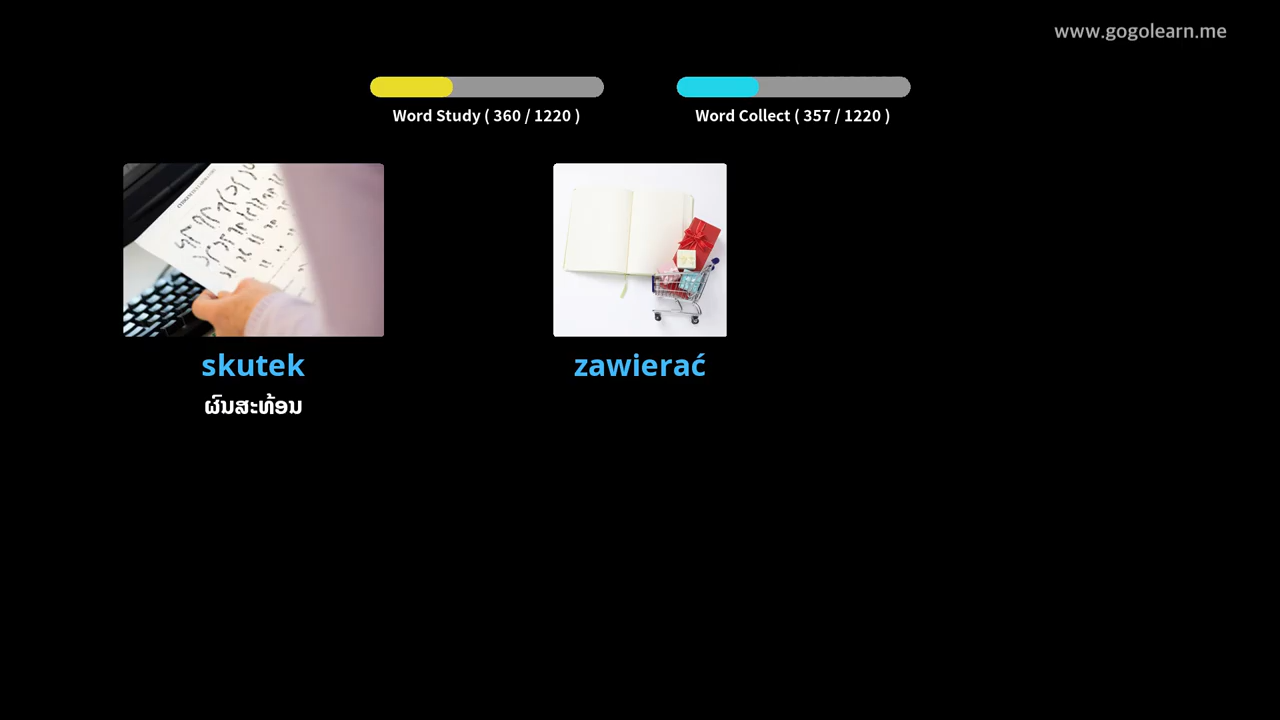 www.gogolearn.me
Word Study ( 360 / 1220 )
Word Collect ( 357 / 1220 )
skutek
zawierać
ຜົນສະທ້ອນ